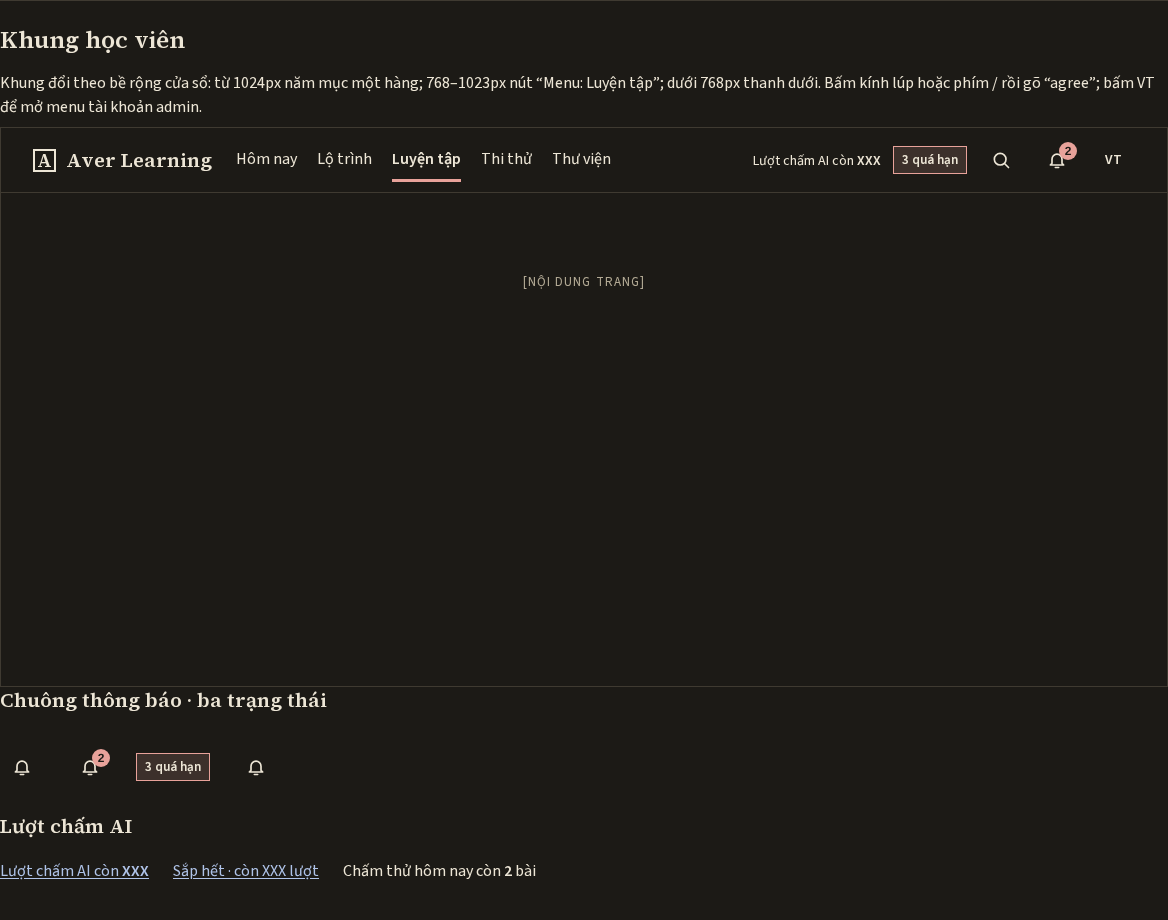 Khung học viên
Khung đổi theo bề rộng cửa sổ: từ 1024px năm mục một hàng; 768–1023px nút “Menu: Luyện tập”; dưới 768px thanh dưới. Bấm kính lúp hoặc phím / rồi gõ “agree”; bấm VT
để mở menu tài khoản admin.
A Aver Learning Hôm nay Lộ trình Luyện tập Thi thử Thư viện Lượt chấm AI còn XXX 3 quá hạn 2 VT
[NỘI DUNG TRANG]
Chuông thông báo · ba trạng thái
2 3 quá hạn
Lượt chấm AI
Lượt chấm AI còn XXX Sắp hết · còn XXX lượt Chấm thử hôm nay còn 2 bài